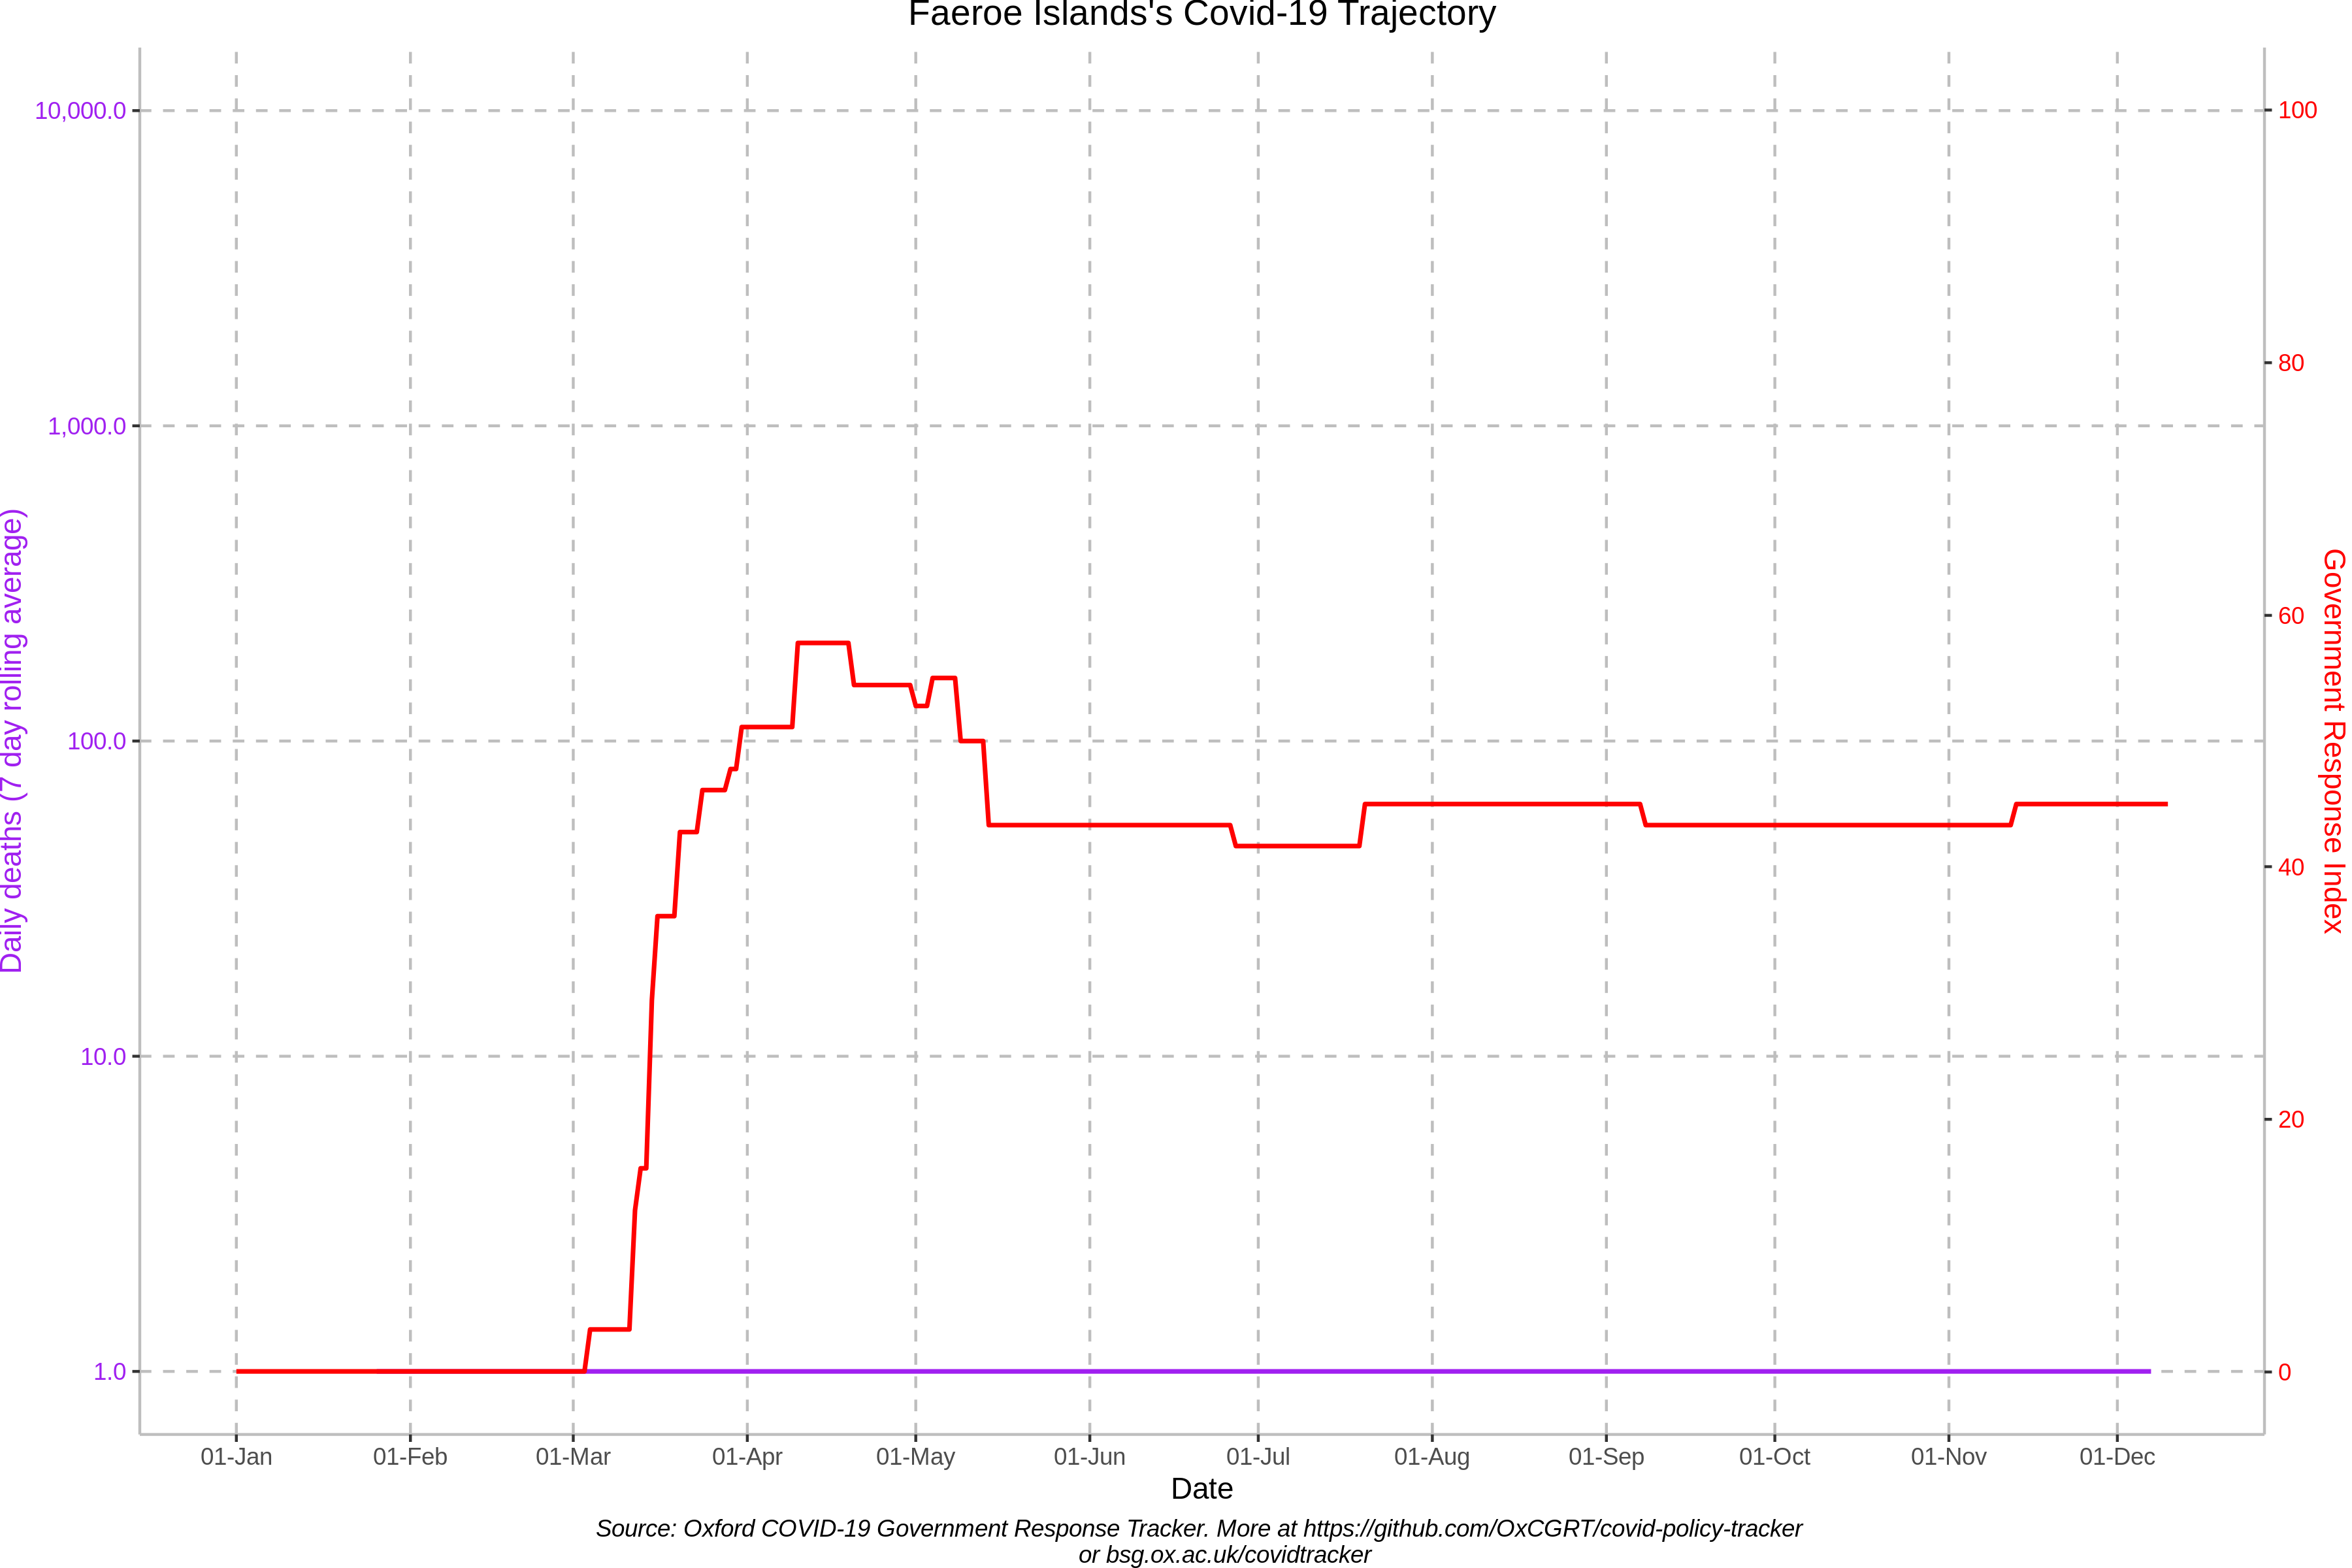 Faeroe Islands's Covid-19 Trajectory
10,000.0
1,000.0
100.0
10.0
1.0
Daily deaths (7 day rolling average)
100
80
60
40
20
0
Government Response Index
01-Jan 01-Feb 01-Mar 01-Apr 01-May 01-Jun 01-Jul 01-Aug 01-Sep 01-Oct 01-Nov 01-Dec
Date
Source: Oxford COVID-19 Government Response Tracker. More at https://github.com/OxCGRT/covid-policy-tracker
or bsg.ox.ac.uk/covidtracker